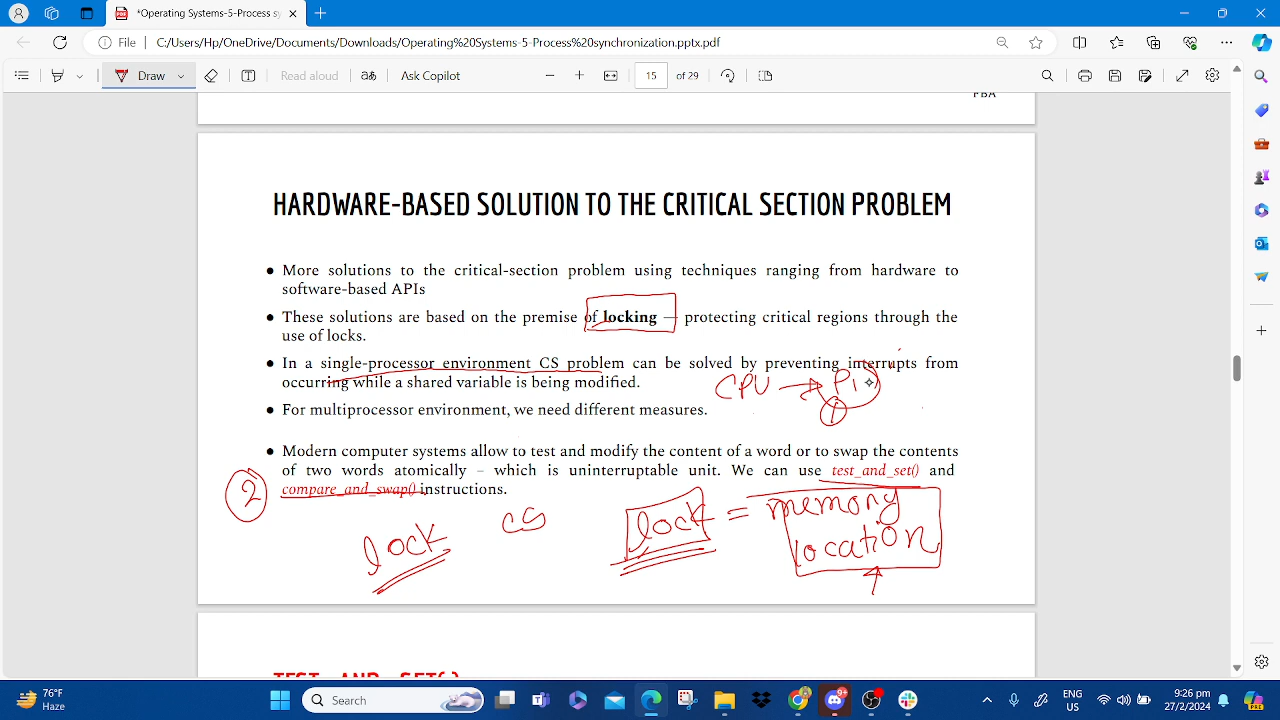 *Operating Systems-5-Process sy
File C:/Users/Hp/OneDrive/Documents/Downloads/Operating%20Systems-5-Process%20synchronization.pptx.pdf
Draw Read aloud Ask Copilot 15 of 29
PBA
HARDWARE-BASED SOLUTION TO THE CRITICAL SECTION PROBLEM
● More solutions to the critical-section problem using techniques ranging from hardware to
software-based APIs
● These solutions are based on the premise of locking — protecting critical regions through the
use of locks.
● In a single-processor environment CS problem can be solved by preventing interrupts from
occurring while a shared variable is being modified.
CPU → P1
1
● For multiprocessor environment, we need different measures.
● Modern computer systems allow to test and modify the content of a word or to swap the contents
of two words atomically – which is uninterruptable unit. We can use test_and_set() and
compare_and_swap() instructions.
2
lock CS lock = memory
location
TEST_AND_SET()
76°F
Haze
Search
9+
ENG
US
9:26 pm
27/2/2024